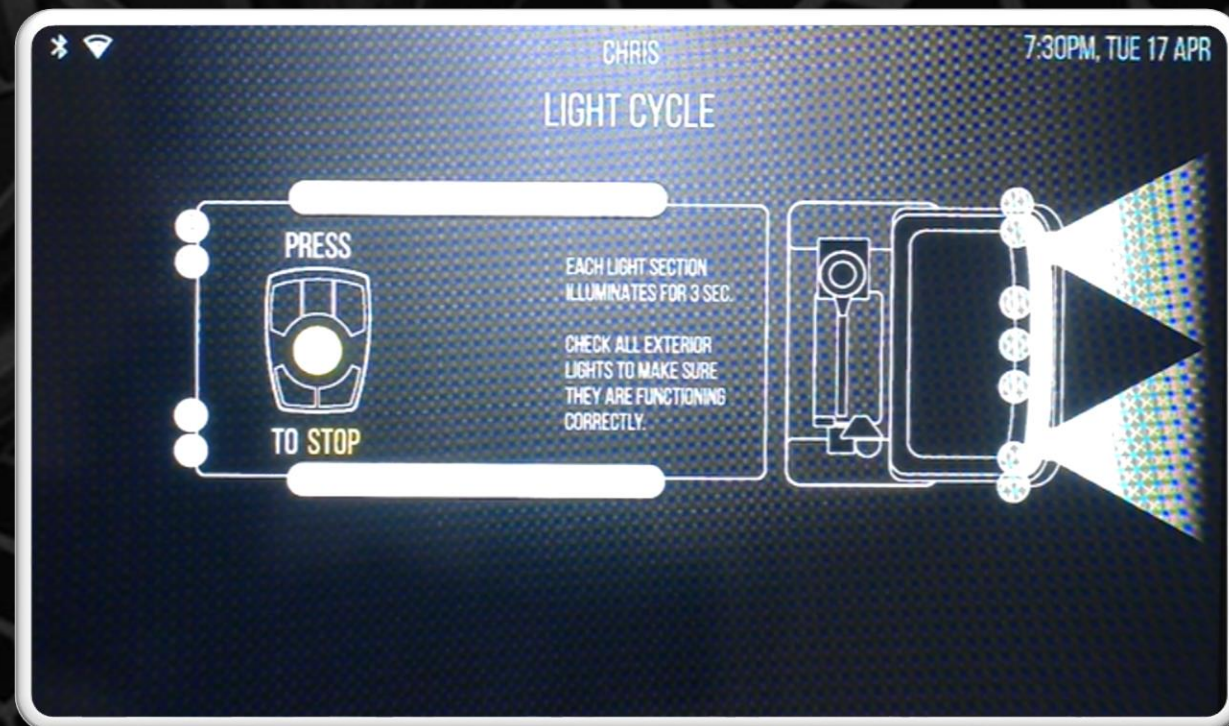 CHRIS
7:30PM, TUE 17 APR
LIGHT CYCLE
PRESS
TO STOP
EACH LIGHT SECTION
ILLUMINATES FOR 3 SEC.
CHECK ALL EXTERIOR
LIGHTS TO MAKE SURE
THEY ARE FUNCTIONING
CORRECTLY.